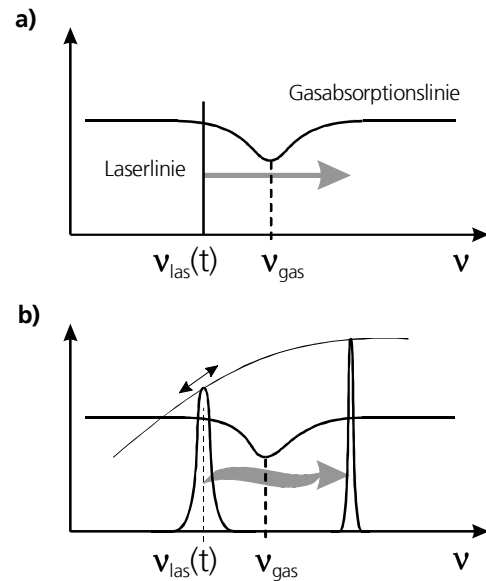 a)
Gasabsorptionslinie
Laserlinie
νlas(t)
νgas
ν
b)
νlas(t)
νgas
ν